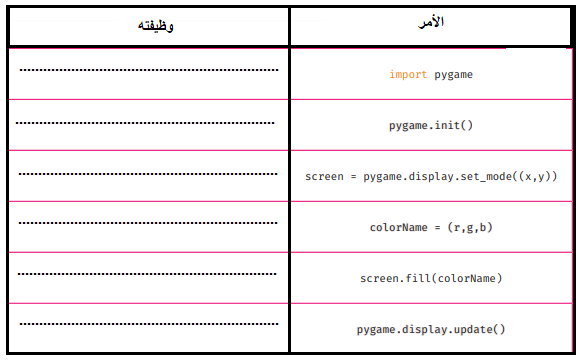 الأمر
وظيفته
import pygame
......................................................................
pygame.init()
......................................................................
screen = pygame.display.set_mode((x,y))
......................................................................
colorName = (r,g,b)
......................................................................
screen.fill(colorName)
......................................................................
pygame.display.update()
......................................................................